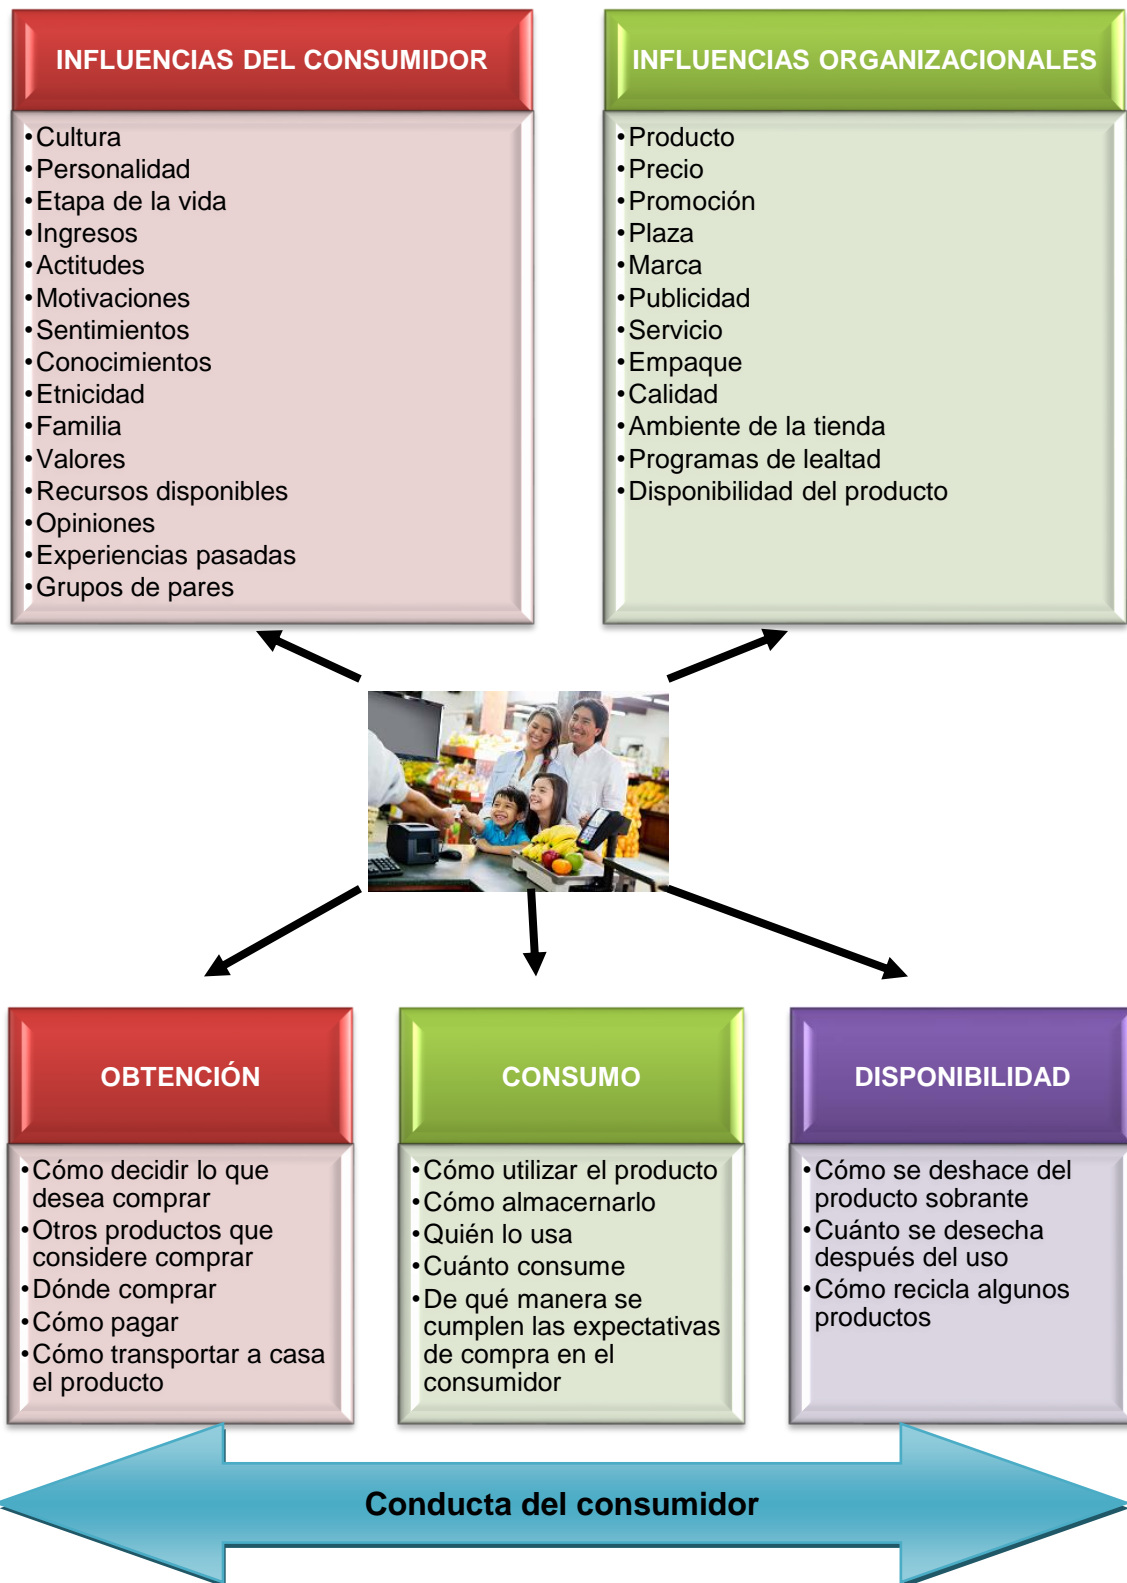 INFLUENCIAS DEL CONSUMIDOR
•Cultura
•Personalidad
•Etapa de la vida
•Ingresos
•Actitudes
•Motivaciones
•Sentimientos
•Conocimientos
•Etnicidad
•Familia
•Valores
•Recursos disponibles
•Opiniones
•Experiencias pasadas
•Grupos de pares
INFLUENCIAS ORGANIZACIONALES
•Producto
•Precio
•Promoción
•Plaza
•Marca
•Publicidad
•Servicio
•Empaque
•Calidad
•Ambiente de la tienda
•Programas de lealtad
•Disponibilidad del producto
OBTENCIÓN
•Cómo decidir lo que
desea comprar
•Otros productos que
considere comprar
•Dónde comprar
•Cómo pagar
•Cómo transportar a casa
el producto
CONSUMO
•Cómo utilizar el producto
•Cómo almacernarlo
•Quién lo usa
•Cuánto consume
•De qué manera se
cumplen las expectativas
de compra en el
consumidor
DISPONIBILIDAD
•Cómo se deshace del
producto sobrante
•Cuánto se desecha
después del uso
•Cómo recicla algunos
productos
Conducta del consumidor